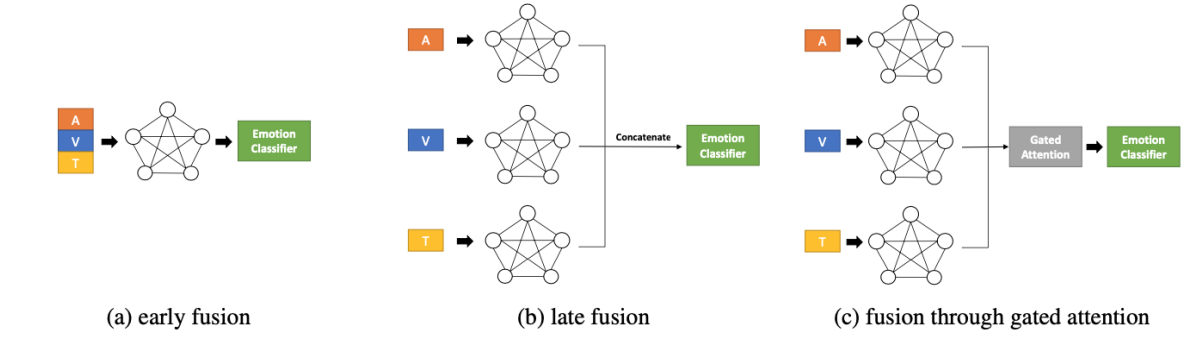 A
V
T
Emotion
Classifier
(a) early fusion
A
V
T
Concatenate
Emotion
Classifier
(b) late fusion
A
V
T
Gated
Attention
Emotion
Classifier
(c) fusion through gated attention